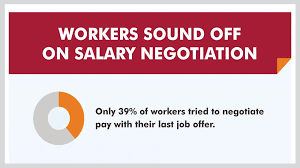 WORKERS SOUND OFF
ON SALARY NEGOTIATION
Only 39% of workers tried to negotiate
pay with their last job offer.